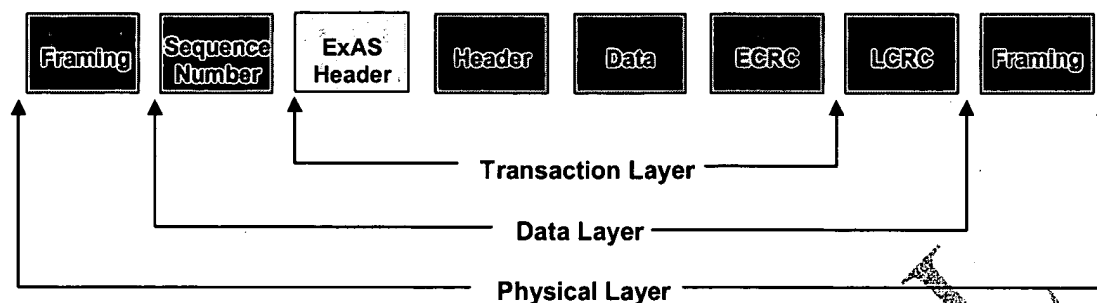 Framing
Sequence
Number
ExAS
Header
Header
Data
ECRC
LCRC
Framing
Transaction Layer
Data Layer
Physical Layer